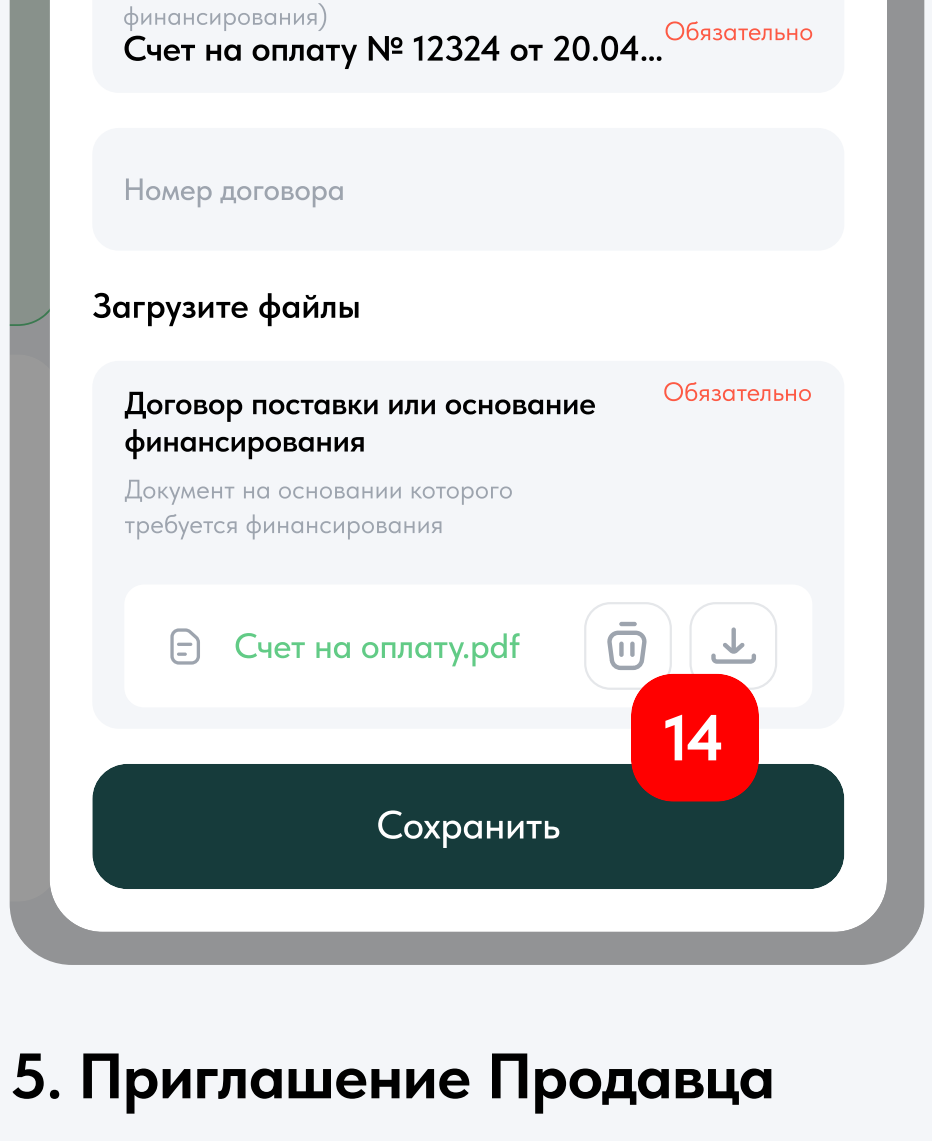 финансирования)
Обязательно
Счет на оплату № 12324 от 20.04...
Номер договора
Загрузите файлы
Договор поставки или основание
финансирования
Обязательно
Документ на основании которого
требуется финансирования
Счет на оплату.pdf
14
Сохранить
5. Приглашение Продавца